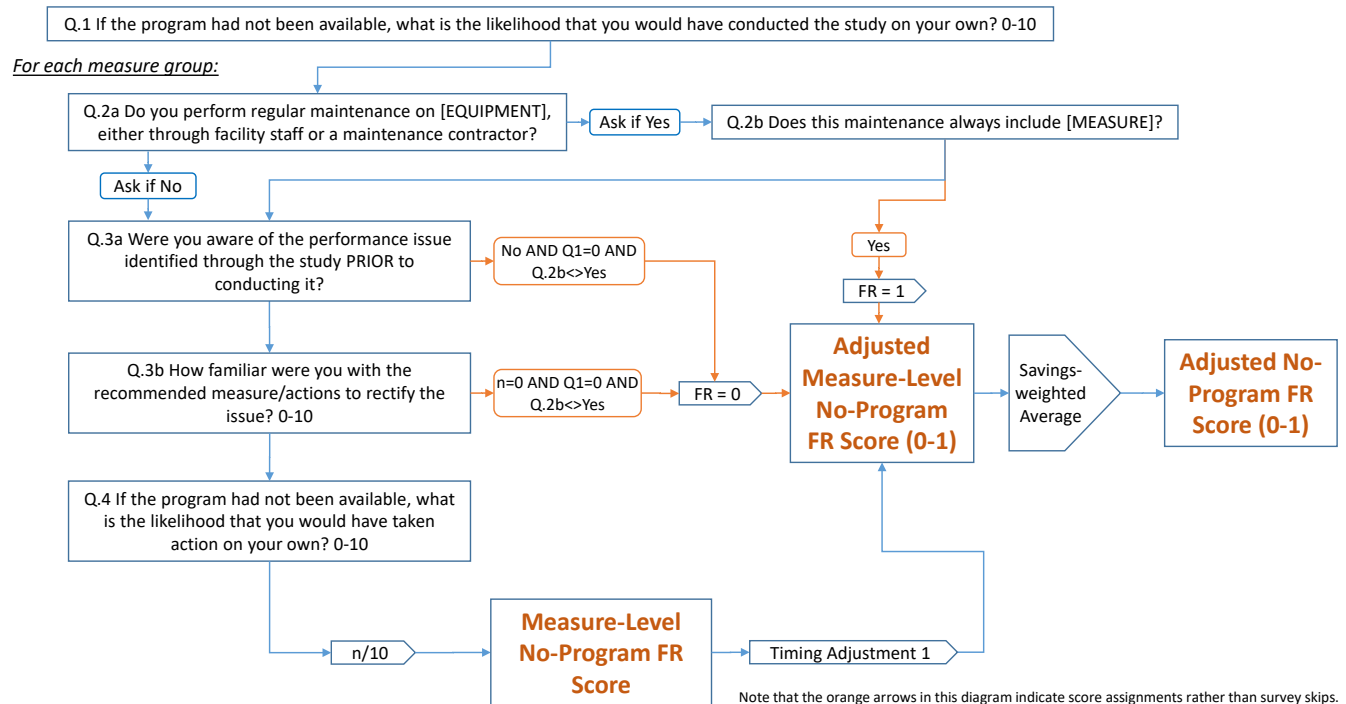 Q.1 If the program had not been available, what is the likelihood that you would have conducted the study on your own? 0-10
For each measure group:
Q.2a Do you perform regular maintenance on [EQUIPMENT],
either through facility staff or a maintenance contractor?
Ask if Yes
Q.2b Does this maintenance always include [MEASURE]?
Ask if No
Q.3a Were you aware of the performance issue
identified through the study PRIOR to
conducting it?
No AND Q1=0 AND
Q.2b<>Yes
Yes
FR = 1
Q.3b How familiar were you with the
recommended measure/actions to rectify the
issue? 0-10
n=0 AND Q1=0 AND
Q.2b<>Yes
FR = 0
Adjusted
Measure-Level
No-Program
FR Score (0-1)
Savings-
weighted
Average
Adjusted No-
Program FR
Score (0-1)
Q.4 If the program had not been available, what
is the likelihood that you would have taken
action on your own? 0-10
n/10
Measure-Level
No-Program FR
Score
Timing Adjustment 1
Note that the orange arrows in this diagram indicate score assignments rather than survey skips.